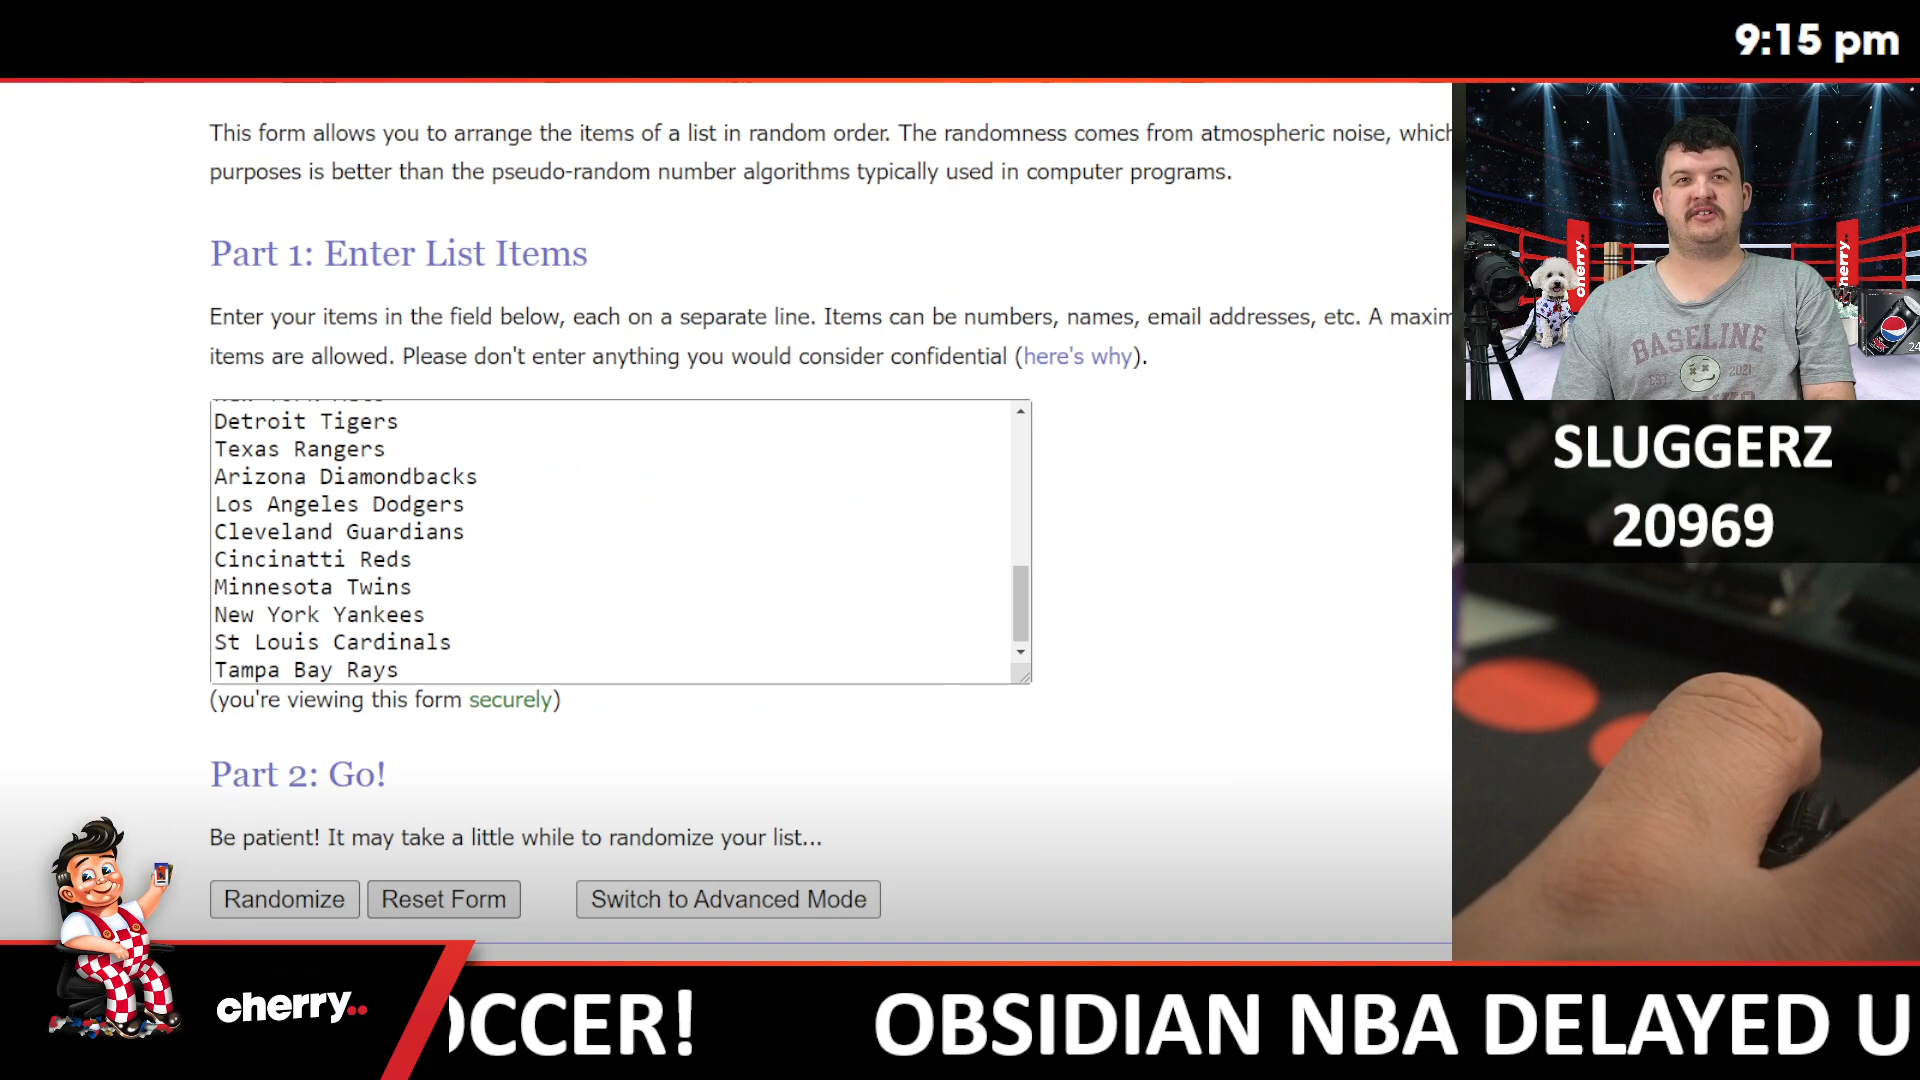 9:15 pm
This form allows you to arrange the items of a list in random order. The randomness comes from atmospheric noise, which
purposes is better than the pseudo-random number algorithms typically used in computer programs.
Part 1: Enter List Items
Enter your items in the field below, each on a separate line. Items can be numbers, names, email addresses, etc. A maxim
items are allowed. Please don't enter anything you would consider confidential (here's why).
Detroit Tigers
Texas Rangers
Arizona Diamondbacks
Los Angeles Dodgers
Cleveland Guardians
Cincinatti Reds
Minnesota Twins
New York Yankees
St Louis Cardinals
Tampa Bay Rays
(you're viewing this form securely)
Part 2: Go!
Be patient! It may take a little while to randomize your list...
Randomize Reset Form Switch to Advanced Mode
cherry..
cherry..
BASELINE
EST 2021
24
SLUGGERZ
20969
cherry..
OCCER! OBSIDIAN NBA DELAYED U